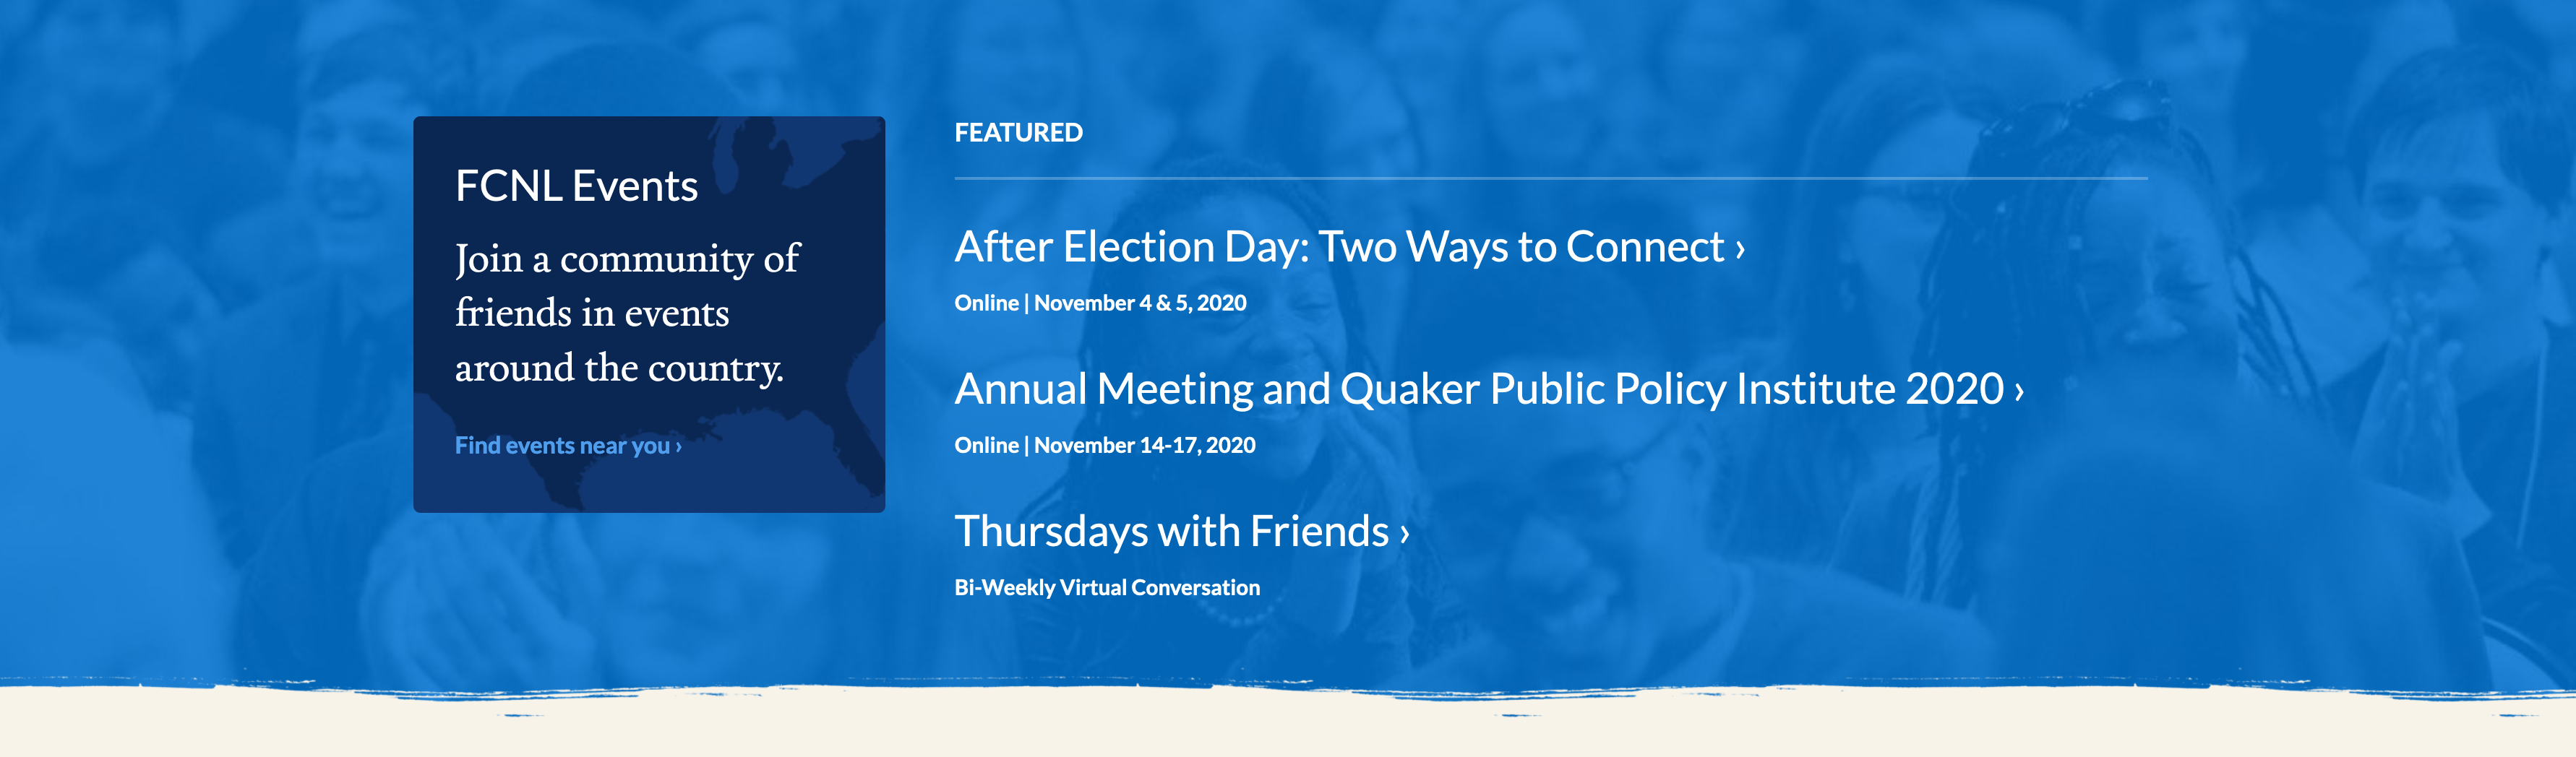 FCNL Events
Join a community of
friends in events
around the country.
Find events near you ›
FEATURED
After Election Day: Two Ways to Connect ›
Online | November 4 & 5, 2020
Annual Meeting and Quaker Public Policy Institute 2020 ›
Online | November 14-17, 2020
Thursdays with Friends ›
Bi-Weekly Virtual Conversation